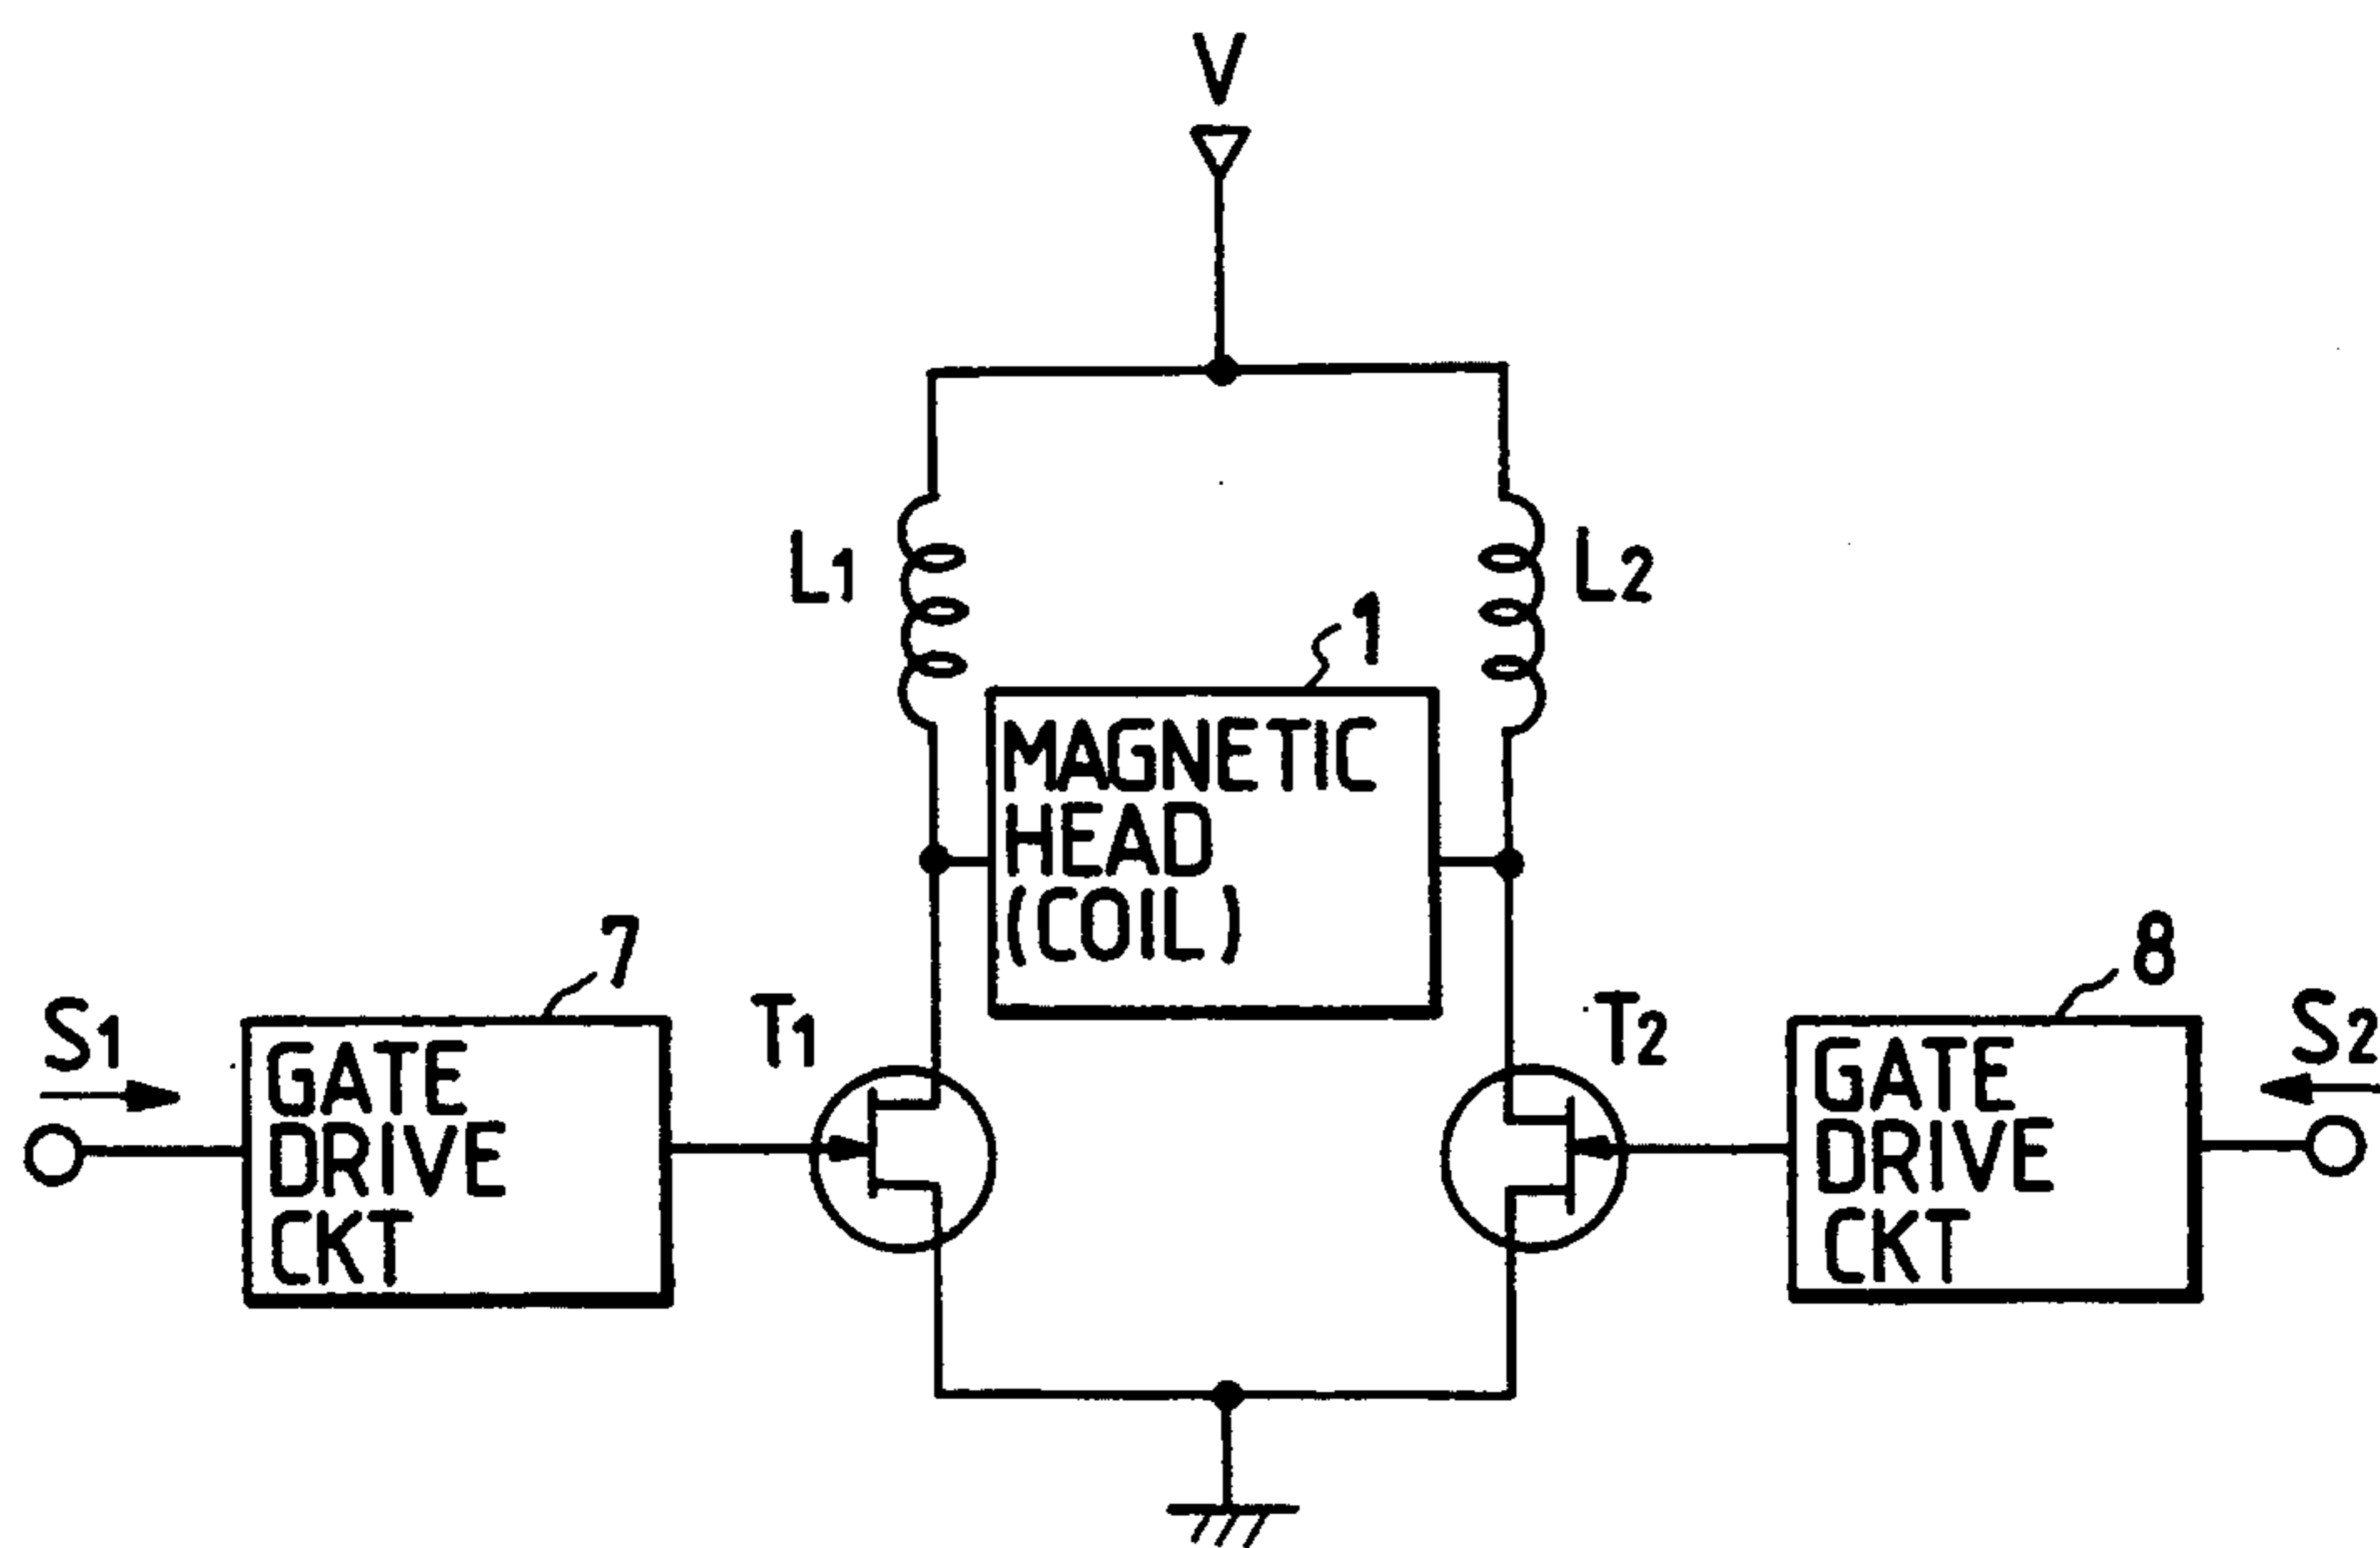 V
L1
L2
1
MAGNETIC
HEAD
(COIL)
7
8
S1
T1
T2
S2
GATE
DRIVE
CKT
GATE
DRIVE
CKT